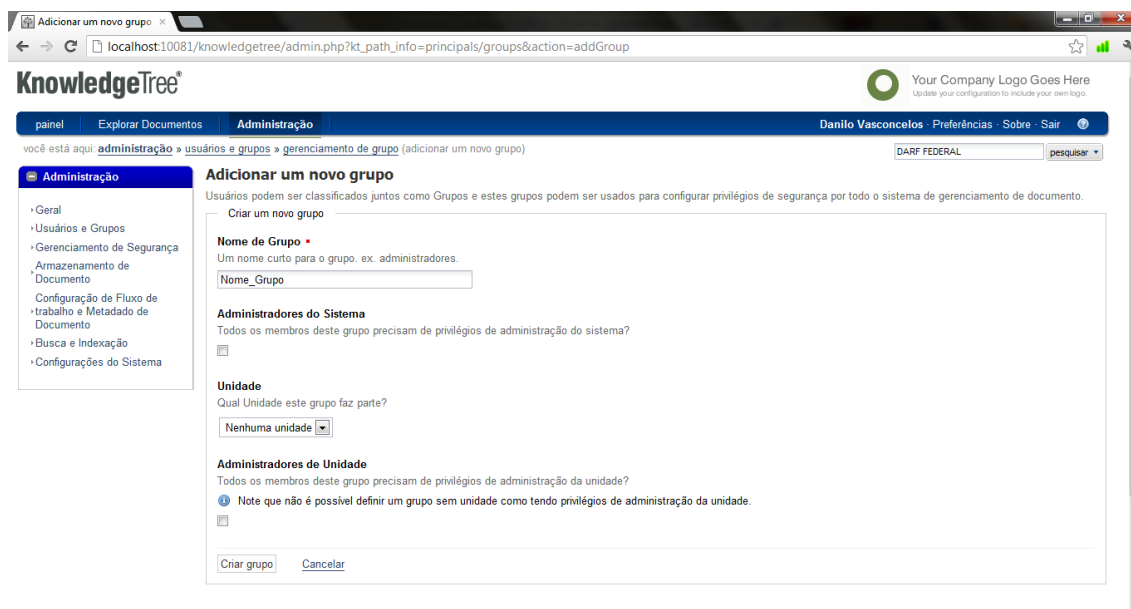 Adicionar um novo grupo
localhost:10081/knowledgetree/admin.php?kt_path_info=principals/groups&action=addGroup
KnowledgeTree®
Your Company Logo Goes Here
Update your configuration to include your own logo.
painel Explorar Documentos Administração Danilo Vasconcelos · Preferências · Sobre · Sair
você está aqui: administração » usuários e grupos » gerenciamento de grupo (adicionar um novo grupo) DARF FEDERAL pesquisar
Administração
Geral
Usuários e Grupos
Gerenciamento de Segurança
Armazenamento de
Documento
Configuração de Fluxo de
trabalho e Metadado de
Documento
Busca e Indexação
Configurações do Sistema
Adicionar um novo grupo
Usuários podem ser classificados juntos como Grupos e estes grupos podem ser usados para configurar privilégios de segurança por todo o sistema de gerenciamento de documento.
Criar um novo grupo
Nome de Grupo
Um nome curto para o grupo. ex. administradores.
Nome_Grupo
Administradores do Sistema
Todos os membros deste grupo precisam de privilégios de administração do sistema?
Unidade
Qual Unidade este grupo faz parte?
Nenhuma unidade
Administradores de Unidade
Todos os membros deste grupo precisam de privilégios de administração da unidade?
Note que não é possível definir um grupo sem unidade como tendo privilégios de administração da unidade.
Criar grupo Cancelar